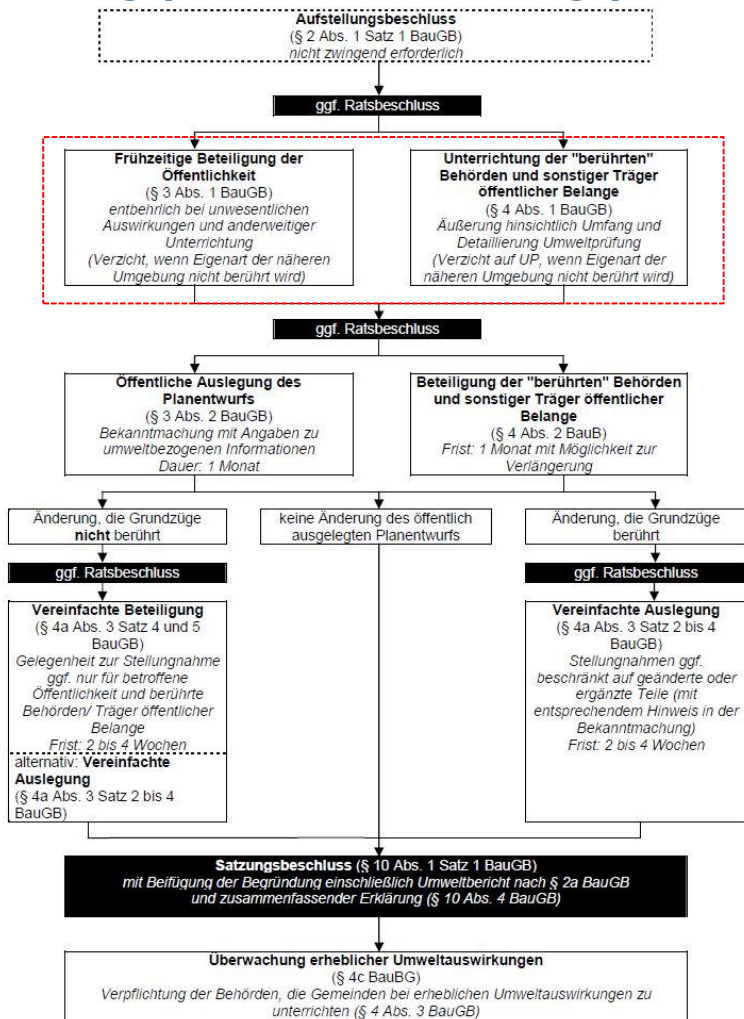 Aufstellungsbeschluss
(§ 2 Abs. 1 Satz 1 BauGB)
nicht zwingend erforderlich
ggf. Ratsbeschluss
Frühzeitige Beteiligung der
Öffentlichkeit
(§ 3 Abs. 1 BauGB)
entbehrlich bei unwesentlichen
Auswirkungen und anderweitiger
Unterrichtung
(Verzicht, wenn Eigenart der näheren
Umgebung nicht berührt wird)
Unterrichtung der "berührten"
Behörden und sonstiger Träger
öffentlicher Belange
(§ 4 Abs. 1 BauGB)
Äußerung hinsichtlich Umfang und
Detaillierung Umweltprüfung
(Verzicht auf UP, wenn Eigenart der
näheren Umgebung nicht berührt wird)
ggf. Ratsbeschluss
Öffentliche Auslegung des
Planentwurfs
(§ 3 Abs. 2 BauGB)
Bekanntmachung mit Angaben zu
umweltbezogenen Informationen
Dauer: 1 Monat
Beteiligung der "berührten" Behörden
und sonstiger Träger öffentlicher
Belange
(§ 4 Abs. 2 BauB)
Frist: 1 Monat mit Möglichkeit zur
Verlängerung
Änderung, die Grundzüge
nicht berührt
keine Änderung des öffentlich
ausgelegten Planentwurfs
Änderung, die Grundzüge
berührt
ggf. Ratsbeschluss
ggf. Ratsbeschluss
Vereinfachte Beteiligung
(§ 4a Abs. 3 Satz 4 und 5
BauGB)
Gelegenheit zur Stellungnahme
ggf. nur für betroffene
Öffentlichkeit und berührte
Behörden/ Träger öffentlicher
Belange
Frist: 2 bis 4 Wochen
alternativ: Vereinfachte
Auslegung
(§ 4a Abs. 3 Satz 2 bis 4
BauGB)
Vereinfachte Auslegung
(§ 4a Abs. 3 Satz 2 bis 4
BauGB)
Stellungnahmen ggf.
beschränkt auf geänderte oder
ergänzte Teile (mit
entsprechendem Hinweis in der
Bekanntmachung)
Frist: 2 bis 4 Wochen
Satzungsbeschluss (§ 10 Abs. 1 Satz 1 BauGB)
mit Beifügung der Begründung einschließlich Umweltbericht nach § 2a BauGB
und zusammenfassender Erklärung (§ 10 Abs. 4 BauGB)
Überwachung erheblicher Umweltauswirkungen
(§ 4c BauBG)
Verpflichtung der Behörden, die Gemeinden bei erheblichen Umweltauswirkungen zu
unterrichten (§ 4 Abs. 3 BauGB)